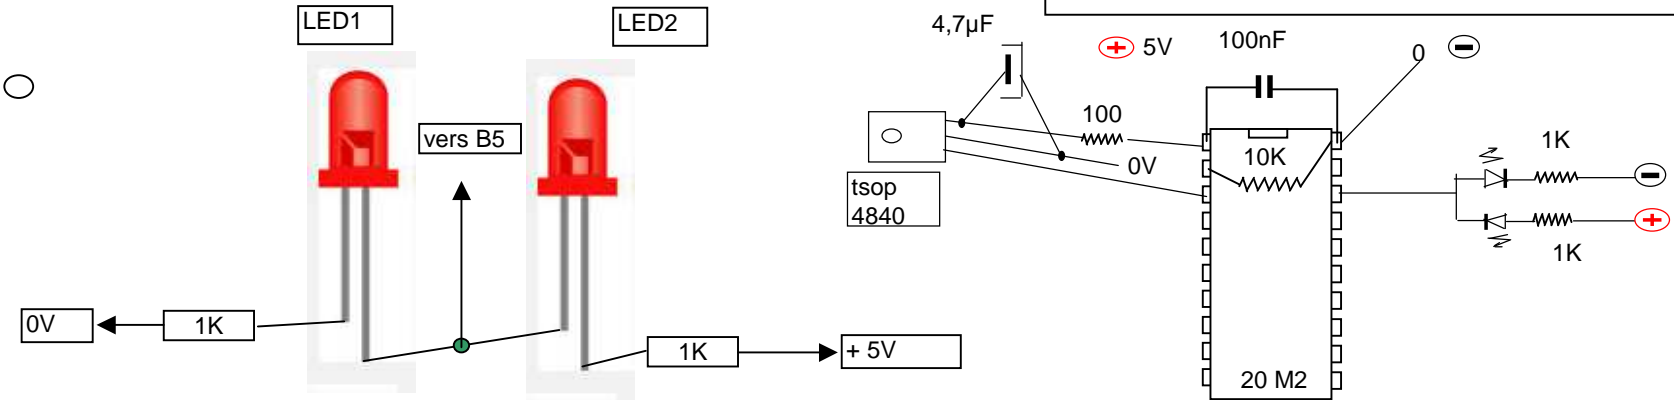 LED1
LED2
vers B5
0V
1K
1K
+ 5V
4,7µF
5V
100nF
0
100
0V
tsop
4840
10K
20 M2
1K
1K